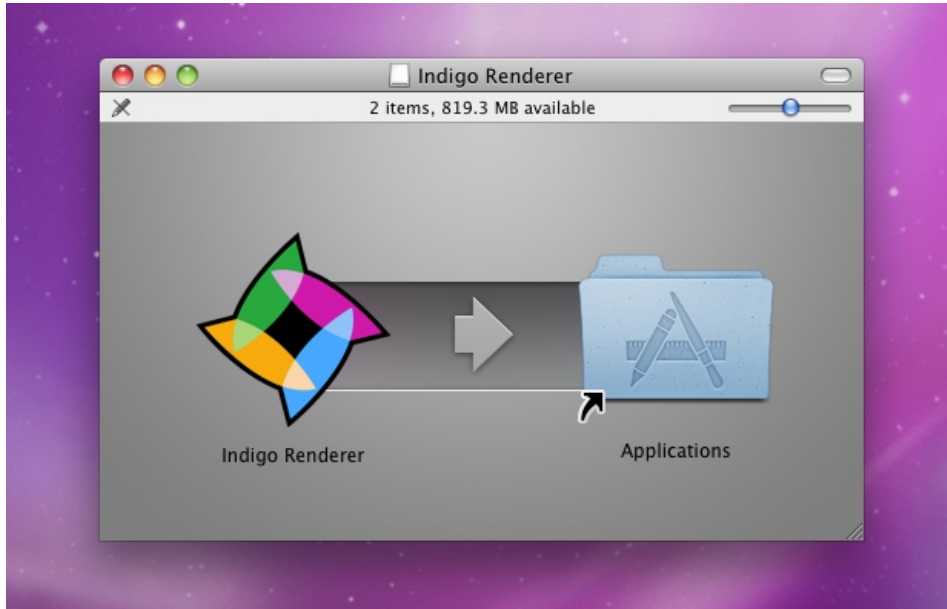 Indigo Renderer
2 items, 819.3 MB available
Indigo Renderer
Applications